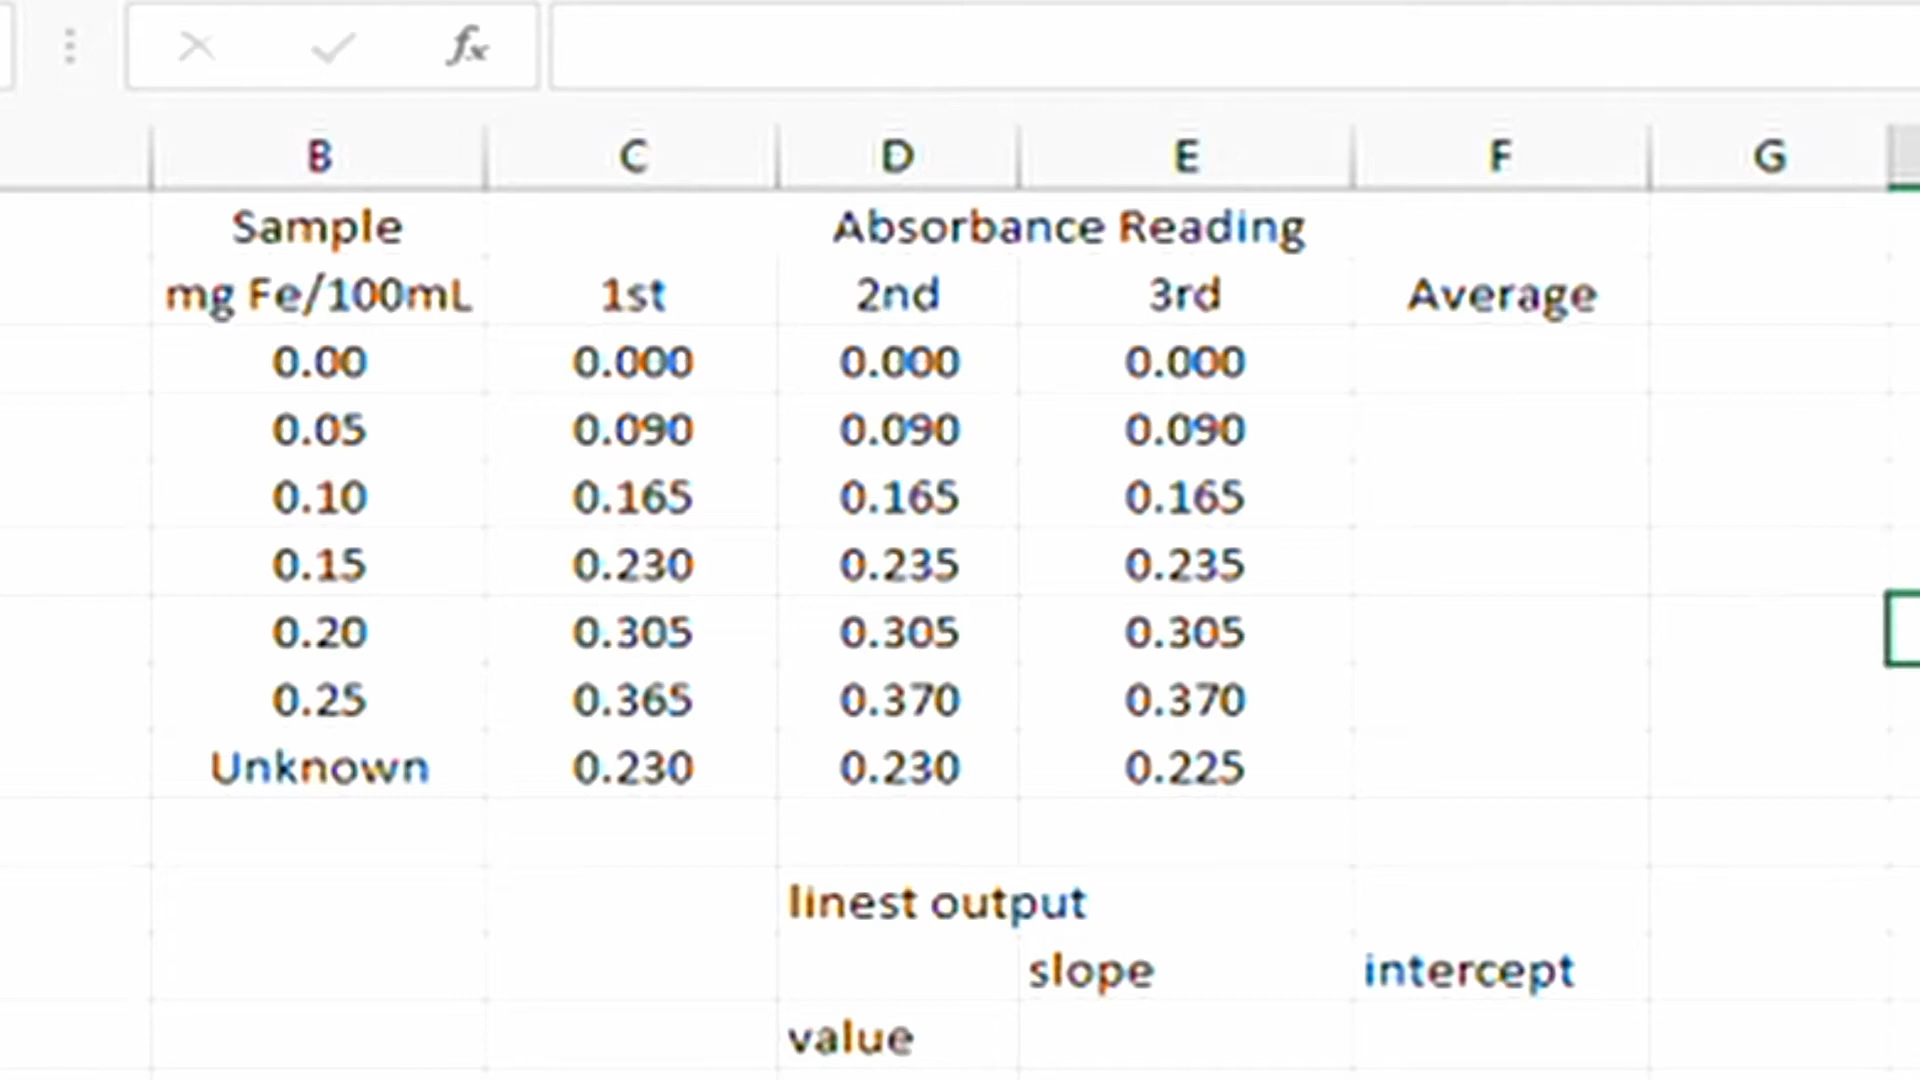 fx
B C D E F G
Sample Absorbance Reading
mg Fe/100mL 1st 2nd 3rd Average
0.00 0.000 0.000 0.000
0.05 0.090 0.090 0.090
0.10 0.165 0.165 0.165
0.15 0.230 0.235 0.235
0.20 0.305 0.305 0.305
0.25 0.365 0.370 0.370
Unknown 0.230 0.230 0.225
linest output
slope intercept
value